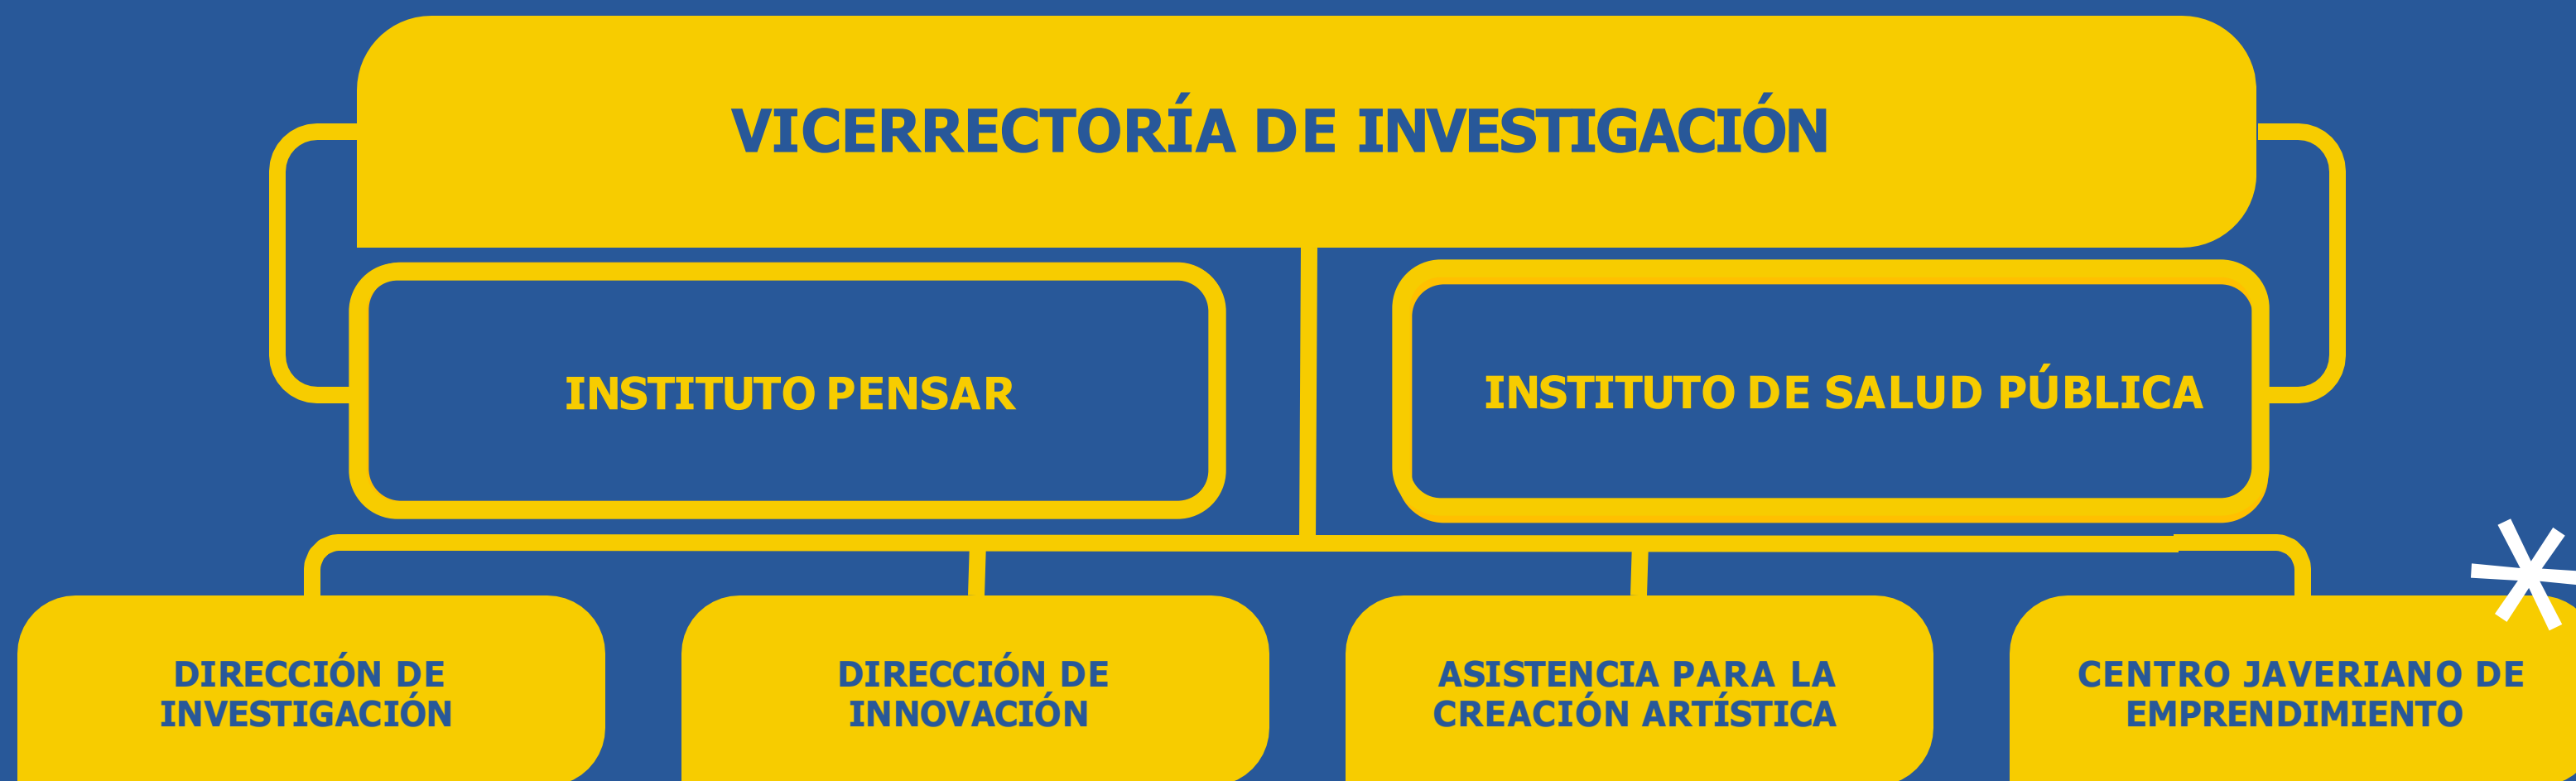 VICERRECTORÍA DE INVESTIGACIÓN
INSTITUTO PENSAR
INSTITUTO DE SALUD PÚBLICA
DIRECCIÓN DE
INVESTIGACIÓN
DIRECCIÓN DE
INNOVACIÓN
ASISTENCIA PARA LA
CREACIÓN ARTÍSTICA
CENTRO JAVERIANO DE
EMPRENDIMIENTO